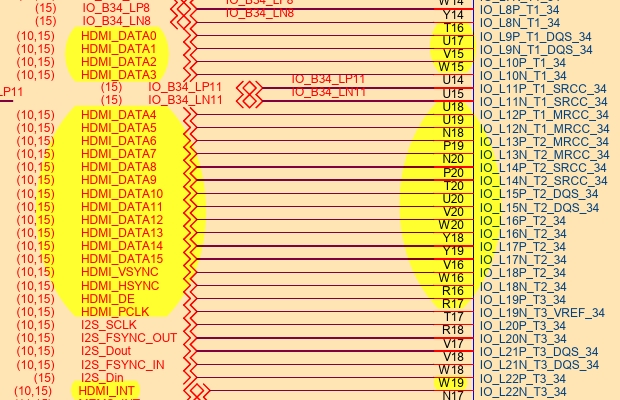 (15) IO_B34_LP8 IO_B34_LP8 W14 IO_L8P_T1_34
(15) IO_B34_LN8 IO_B34_LN8 Y14 IO_L8N_T1_34
(10,15) HDMI_DATA0 T16 IO_L9P_T1_DQS_34
(10,15) HDMI_DATA1 U17 IO_L9N_T1_DQS_34
(10,15) HDMI_DATA2 V15 IO_L10P_T1_34
(10,15) HDMI_DATA3 W15 IO_L10N_T1_34
LP11 (15) IO_B34_LP11 IO_B34_LP11 U14 IO_L11P_T1_SRCC_34
(15) IO_B34_LN11 IO_B34_LN11 U15 IO_L11N_T1_SRCC_34
(10,15) HDMI_DATA4 U18 IO_L12P_T1_MRCC_34
(10,15) HDMI_DATA5 U19 IO_L12N_T1_MRCC_34
(10,15) HDMI_DATA6 N18 IO_L13P_T2_MRCC_34
(10,15) HDMI_DATA7 P19 IO_L13N_T2_MRCC_34
(10,15) HDMI_DATA8 N20 IO_L14P_T2_SRCC_34
(10,15) HDMI_DATA9 P20 IO_L14N_T2_SRCC_34
(10,15) HDMI_DATA10 T20 IO_L15P_T2_DQS_34
(10,15) HDMI_DATA11 U20 IO_L15N_T2_DQS_34
(10,15) HDMI_DATA12 V20 IO_L16P_T2_34
(10,15) HDMI_DATA13 W20 IO_L16N_T2_34
(10,15) HDMI_DATA14 Y18 IO_L17P_T2_34
(10,15) HDMI_DATA15 Y19 IO_L17N_T2_34
(10,15) HDMI_VSYNC V16 IO_L18P_T2_34
(10,15) HDMI_HSYNC W16 IO_L18N_T2_34
(10,15) HDMI_DE R16 IO_L19P_T3_34
(10,15) HDMI_PCLK R17 IO_L19N_T3_VREF_34
(10,15) I2S_SCLK T17 IO_L20P_T3_34
(10,15) I2S_FSYNC_OUT R18 IO_L20N_T3_34
(10,15) I2S_Dout V17 IO_L21P_T3_DQS_34
(10,15) I2S_FSYNC_IN V18 IO_L21N_T3_DQS_34
(15) I2S_Din W18 IO_L22P_T3_34
(10,15) HDMI_INT W19 IO_L22N_T3_34
N17